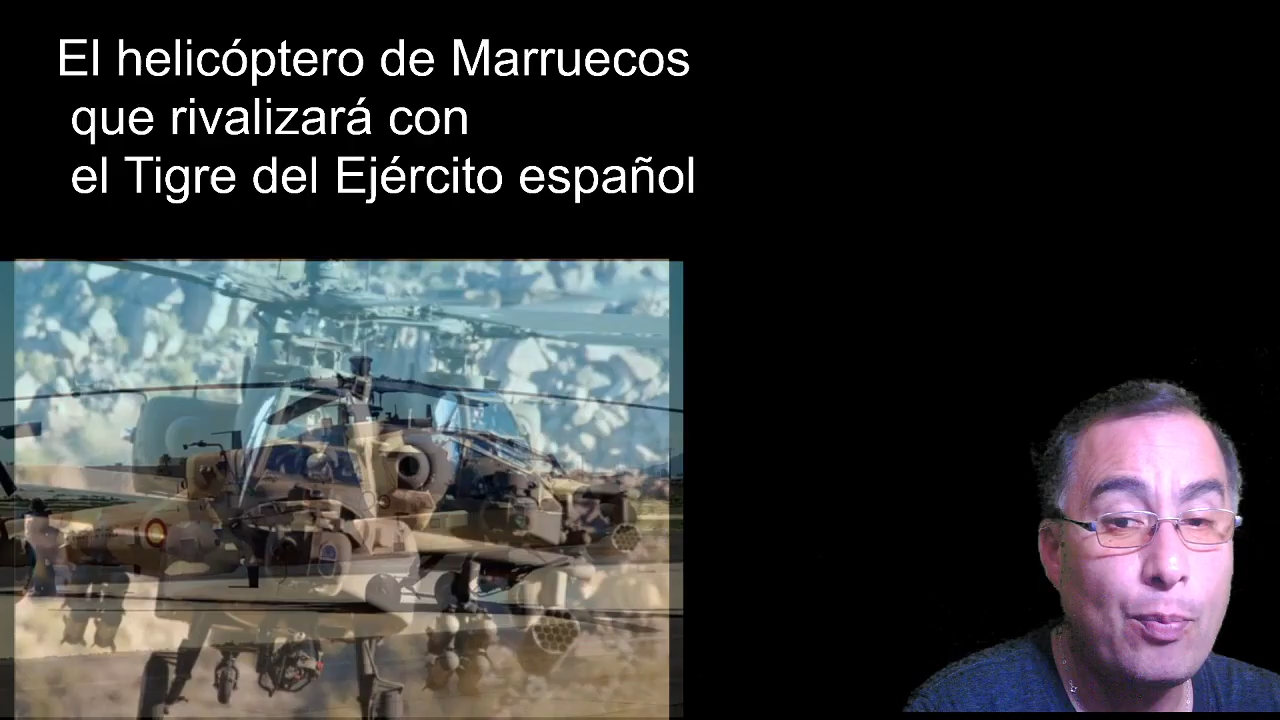 El helicóptero de Marruecos
que rivalizará con
el Tigre del Ejército español